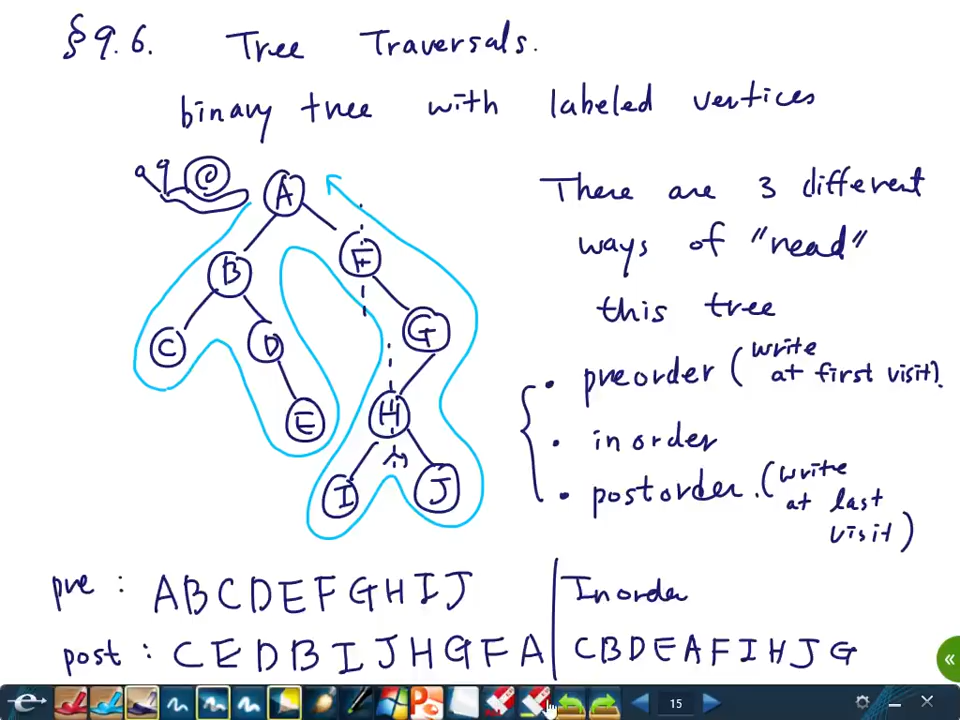 §9.6. Tree Traversals.
binary tree with labeled vertices
A
B
F
C
D
G
E
H
I
J
There are 3 different
ways of "read"
this tree
• preorder (write
at first visit).
• inorder
• postorder. (write
at last
visit)
pre : ABCDEFGHIJ
post : CEDBIJHGFA
Inorder
CBDEAFIHJG
15